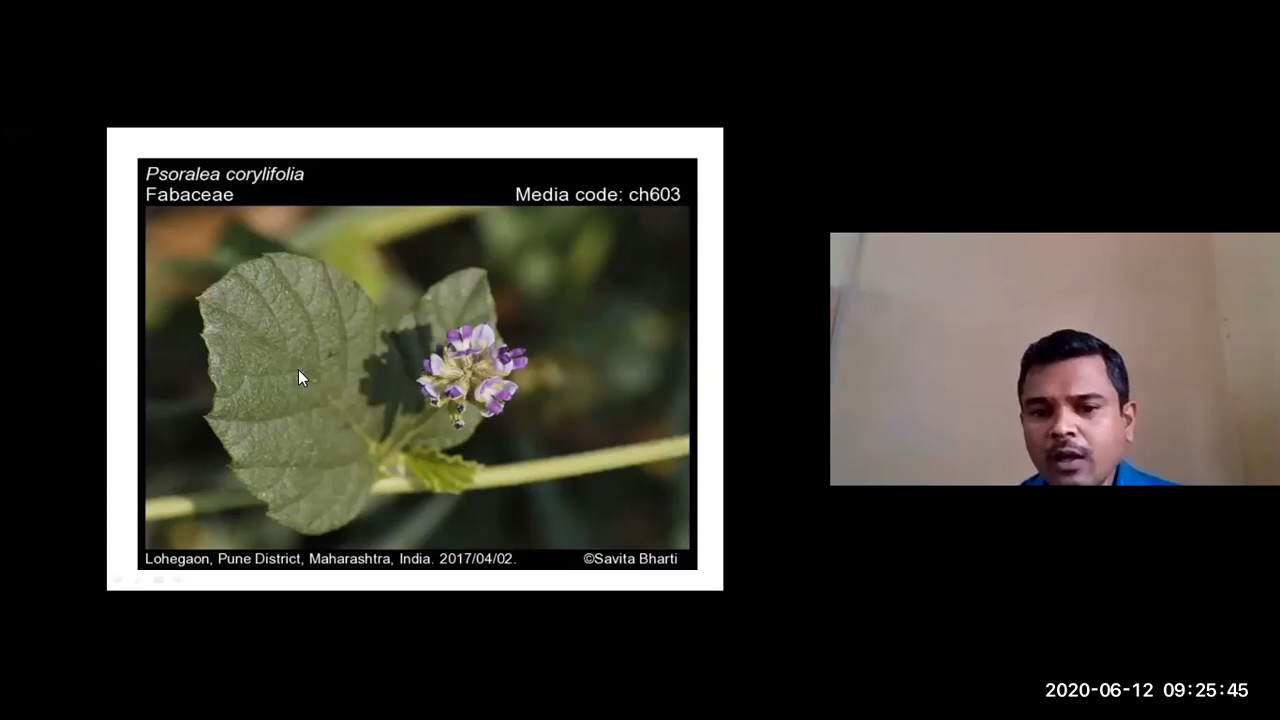 Psoralea corylifolia
Fabaceae
Media code: ch603
Lohegaon, Pune District, Maharashtra, India. 2017/04/02.
©Savita Bharti
2020-06-12 09:25:45